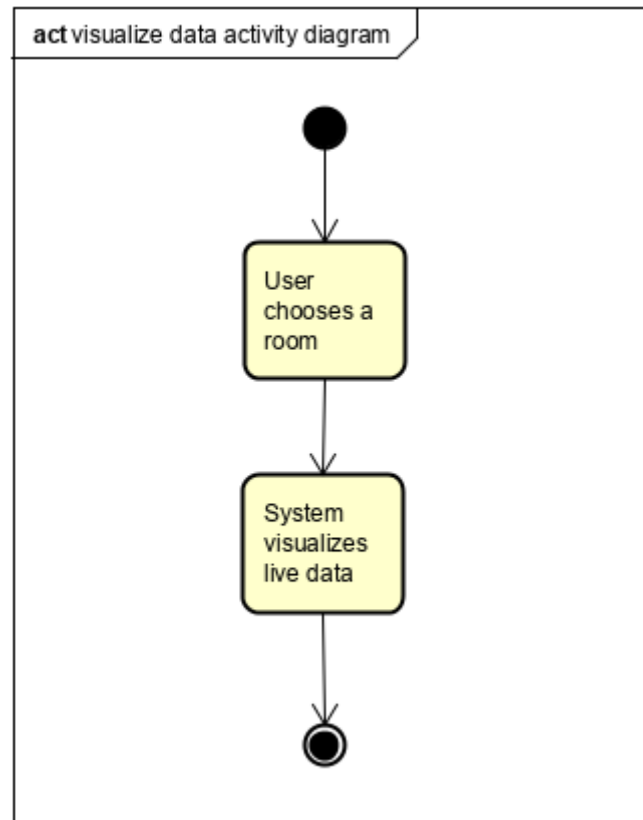 act visualize data activity diagram
User
chooses a
room
System
visualizes
live data